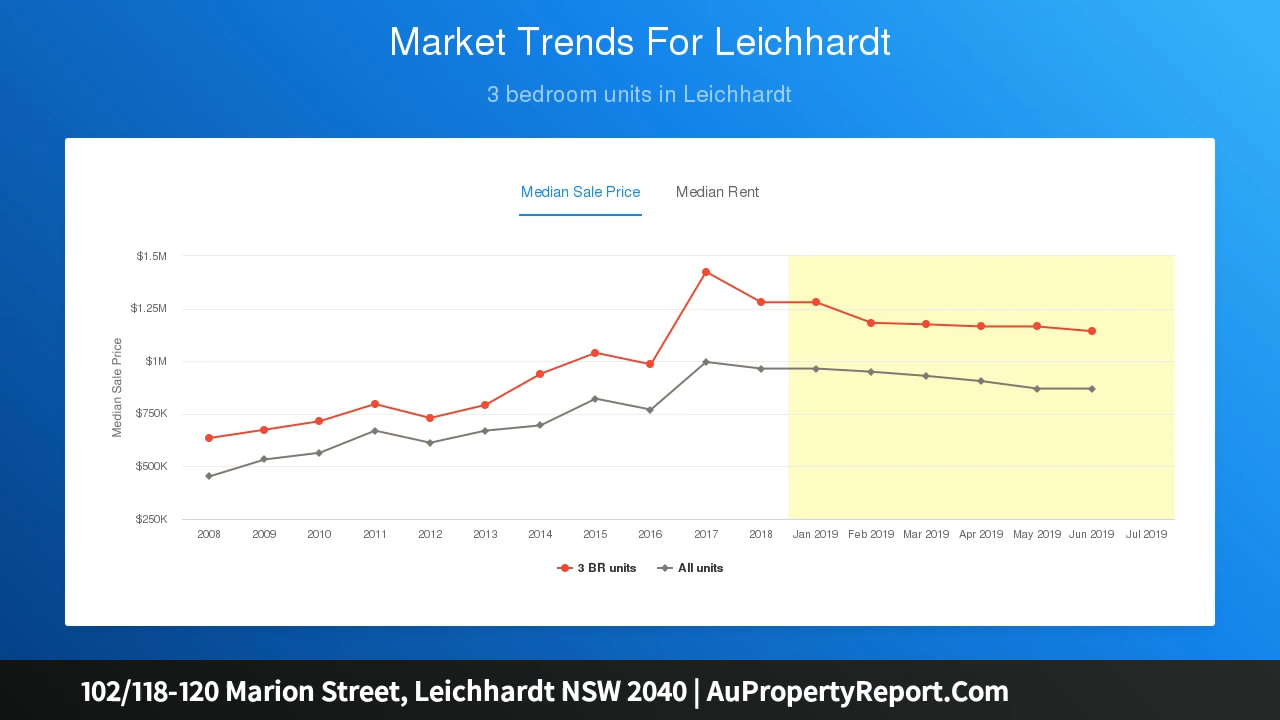 Market Trends For Leichhardt
3 bedroom units in Leichhardt
Median Sale Price Median Rent
$1.5M
$1.25M
$1M
$750K
$500K
$250K
Median Sale Price
2008 2009 2010 2011 2012 2013 2014 2015 2016 2017 2018 Jan 2019 Feb 2019 Mar 2019 Apr 2019 May 2019 Jun 2019 Jul 2019
3 BR units All units
102/118-120 Marion Street, Leichhardt NSW 2040 | AuPropertyReport.Com